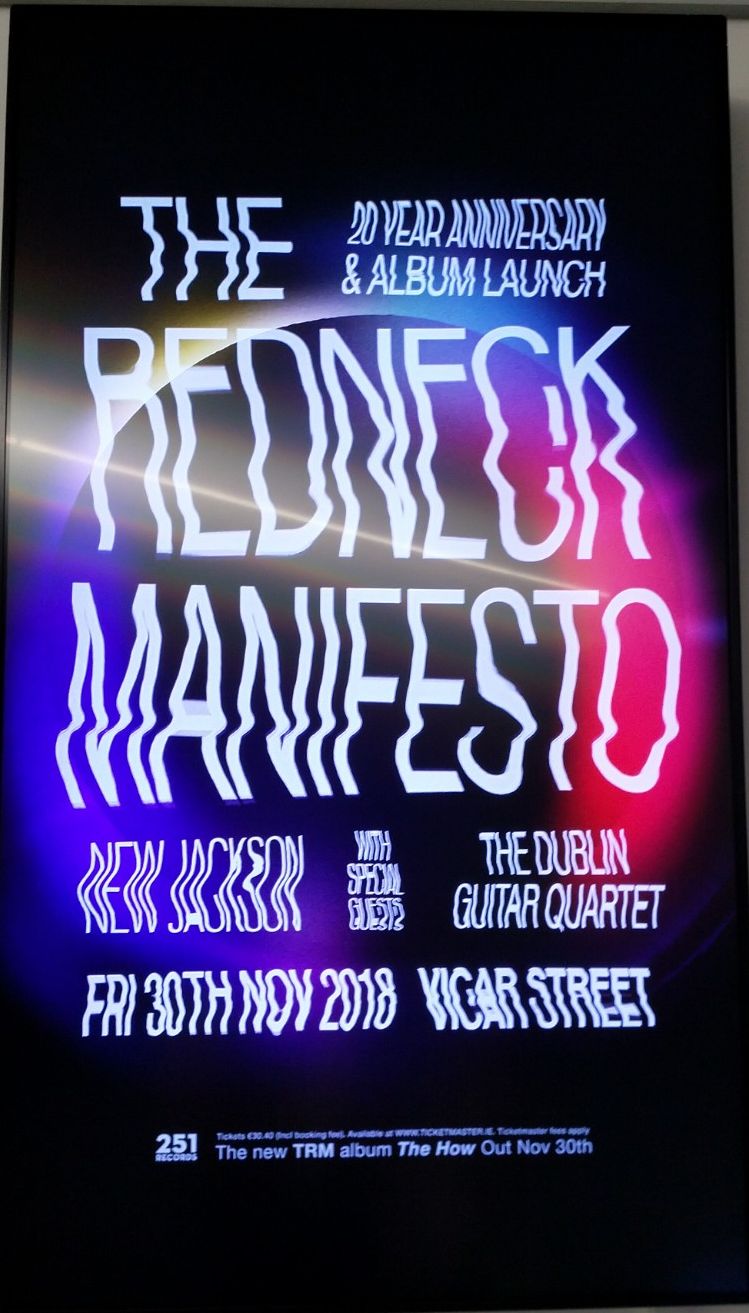 THE
20 YEAR ANNIVERSARY
& ALBUM LAUNCH
REDNECK
MANIFESTO
NEW JACKSON
WITH
SPECIAL
GUESTS
THE DUBLIN
GUITAR QUARTET
FRI 30TH NOV 2018 VICAR STREET
251
RECORDS
Tickets €30.40 (incl booking fee). Available at WWW.TICKETMASTER.IE. Ticketmaster fees apply
The new TRM album The How Out Nov 30th